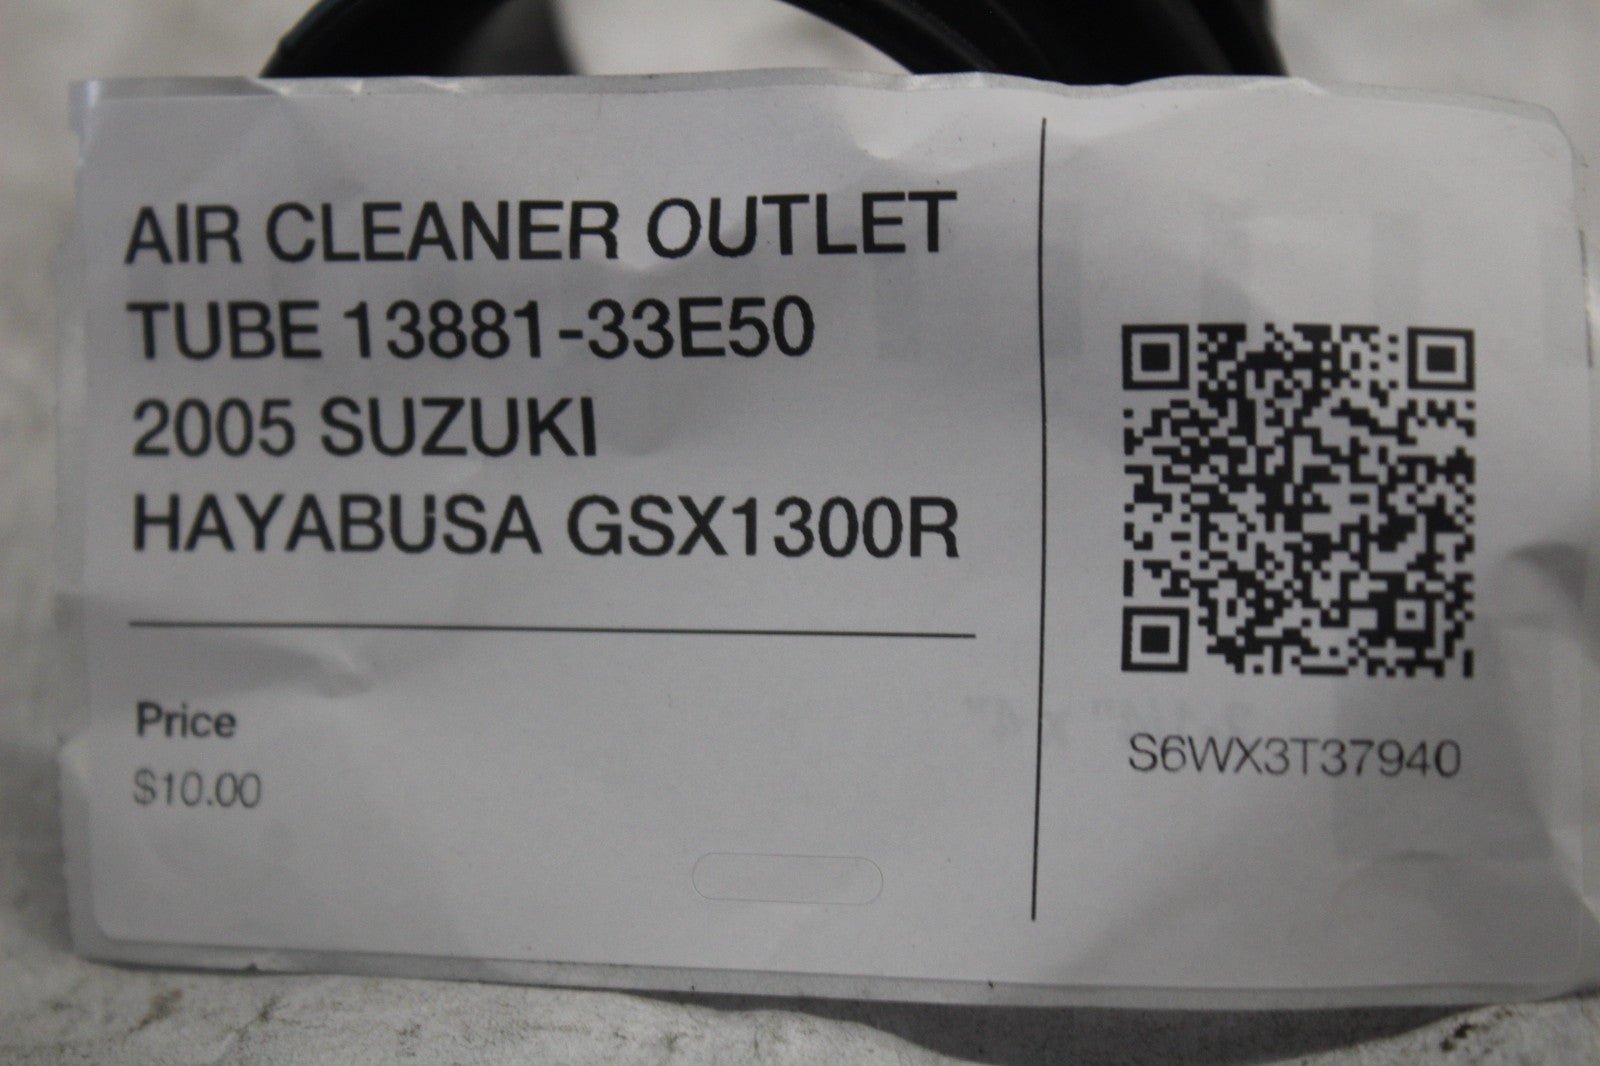 AIR CLEANER OUTLET
TUBE 13881-33E50
2005 SUZUKI
HAYABUSA GSX1300R
Price
$10.00
S6WX3T37940